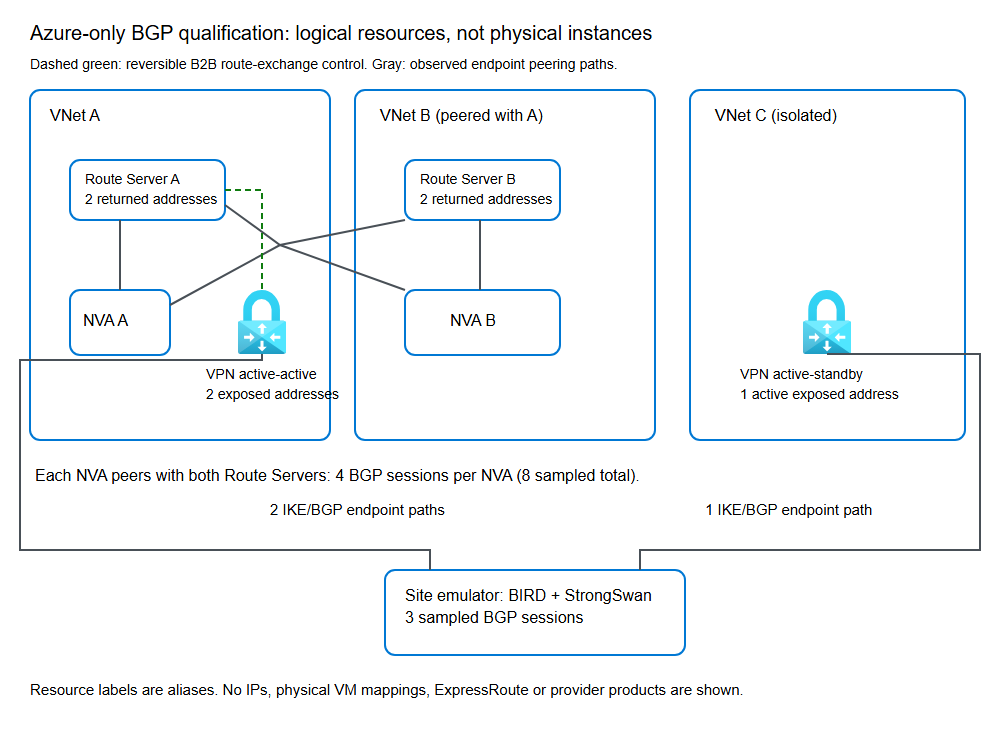 Azure-only BGP qualification: logical resources, not physical instances
Dashed green: reversible B2B route-exchange control. Gray: observed endpoint peering paths.
VNet A
VNet B (peered with A)
VNet C (isolated)
Route Server A
2 returned addresses
Route Server B
2 returned addresses
NVA A
NVA B
VPN active-active
2 exposed addresses
VPN active-standby
1 active exposed address
Each NVA peers with both Route Servers: 4 BGP sessions per NVA (8 sampled total).
2 IKE/BGP endpoint paths
1 IKE/BGP endpoint path
Site emulator: BIRD + StrongSwan
3 sampled BGP sessions
Resource labels are aliases. No IPs, physical VM mappings, ExpressRoute or provider products are shown.